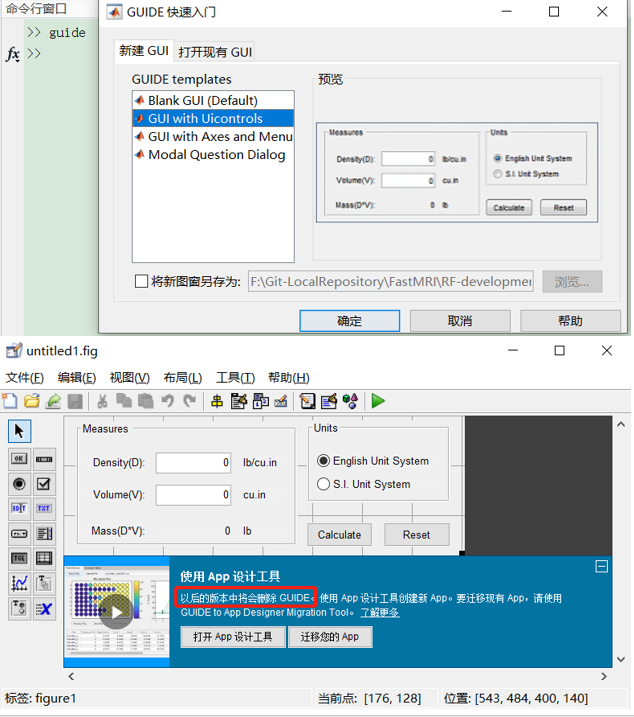 命令行窗口
>> guide
fx >>
GUIDE 快速入门
新建 GUI 打开现有 GUI
GUIDE templates
Blank GUI (Default)
GUI with Uicontrols
GUI with Axes and Menu
Modal Question Dialog
预览
Measures
Density(D): 0 lb/cu.in
Volume(V): 0 cu.in
Mass(D*V): 0 lb
Units
English Unit System
S.I. Unit System
Calculate Reset
将新图窗另存为: F:\Git-LocalRepository\FastMRI\RF-developmen 浏览...
确定 取消 帮助
untitled1.fig
文件(F) 编辑(E) 视图(V) 布局(L) 工具(T) 帮助(H)
OK
EDIT TXT
TGL
Measures
Density(D): 0 lb/cu.in
Volume(V): 0 cu.in
Mass(D*V): 0 lb
Units
English Unit System
S.I. Unit System
Calculate Reset
使用 App 设计工具
以后的版本中将会删除 GUIDE。使用 App 设计工具创建新 App。要迁移现有 App，请使用
GUIDE to App Designer Migration Tool。了解更多
打开 App 设计工具 迁移您的 App
标签: figure1 当前点: [176, 128] 位置: [543, 484, 400, 140]